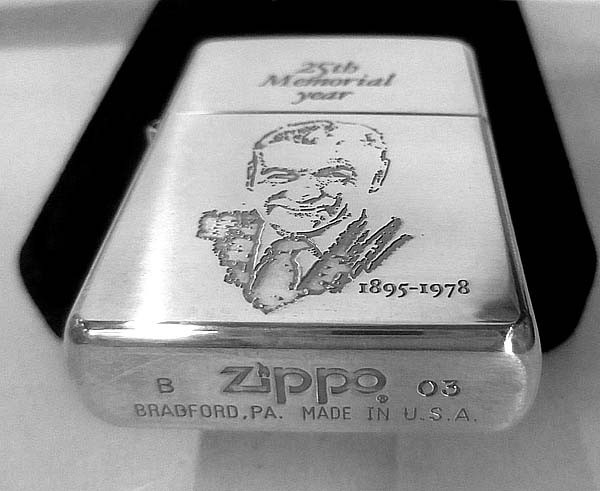 25th
Memorial
year
1895-1978
B Zippo® 03
BRADFORD,PA. MADE IN U.S.A.